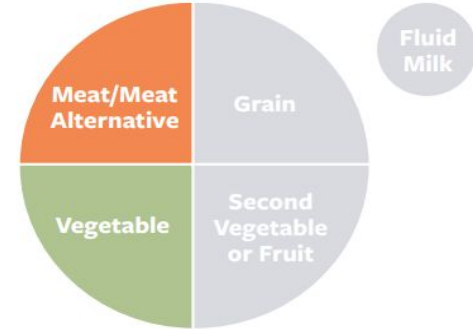 Meat/Meat
Alternative
Grain
Fluid
Milk
Vegetable
Second
Vegetable
or Fruit